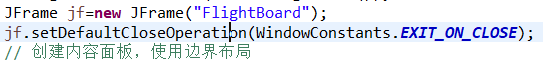 JFrame jf=new JFrame("FlightBoard");
jf.setDefaultCloseOperation(WindowConstants.EXIT_ON_CLOSE);
// 创建内容面板，使用边界布局